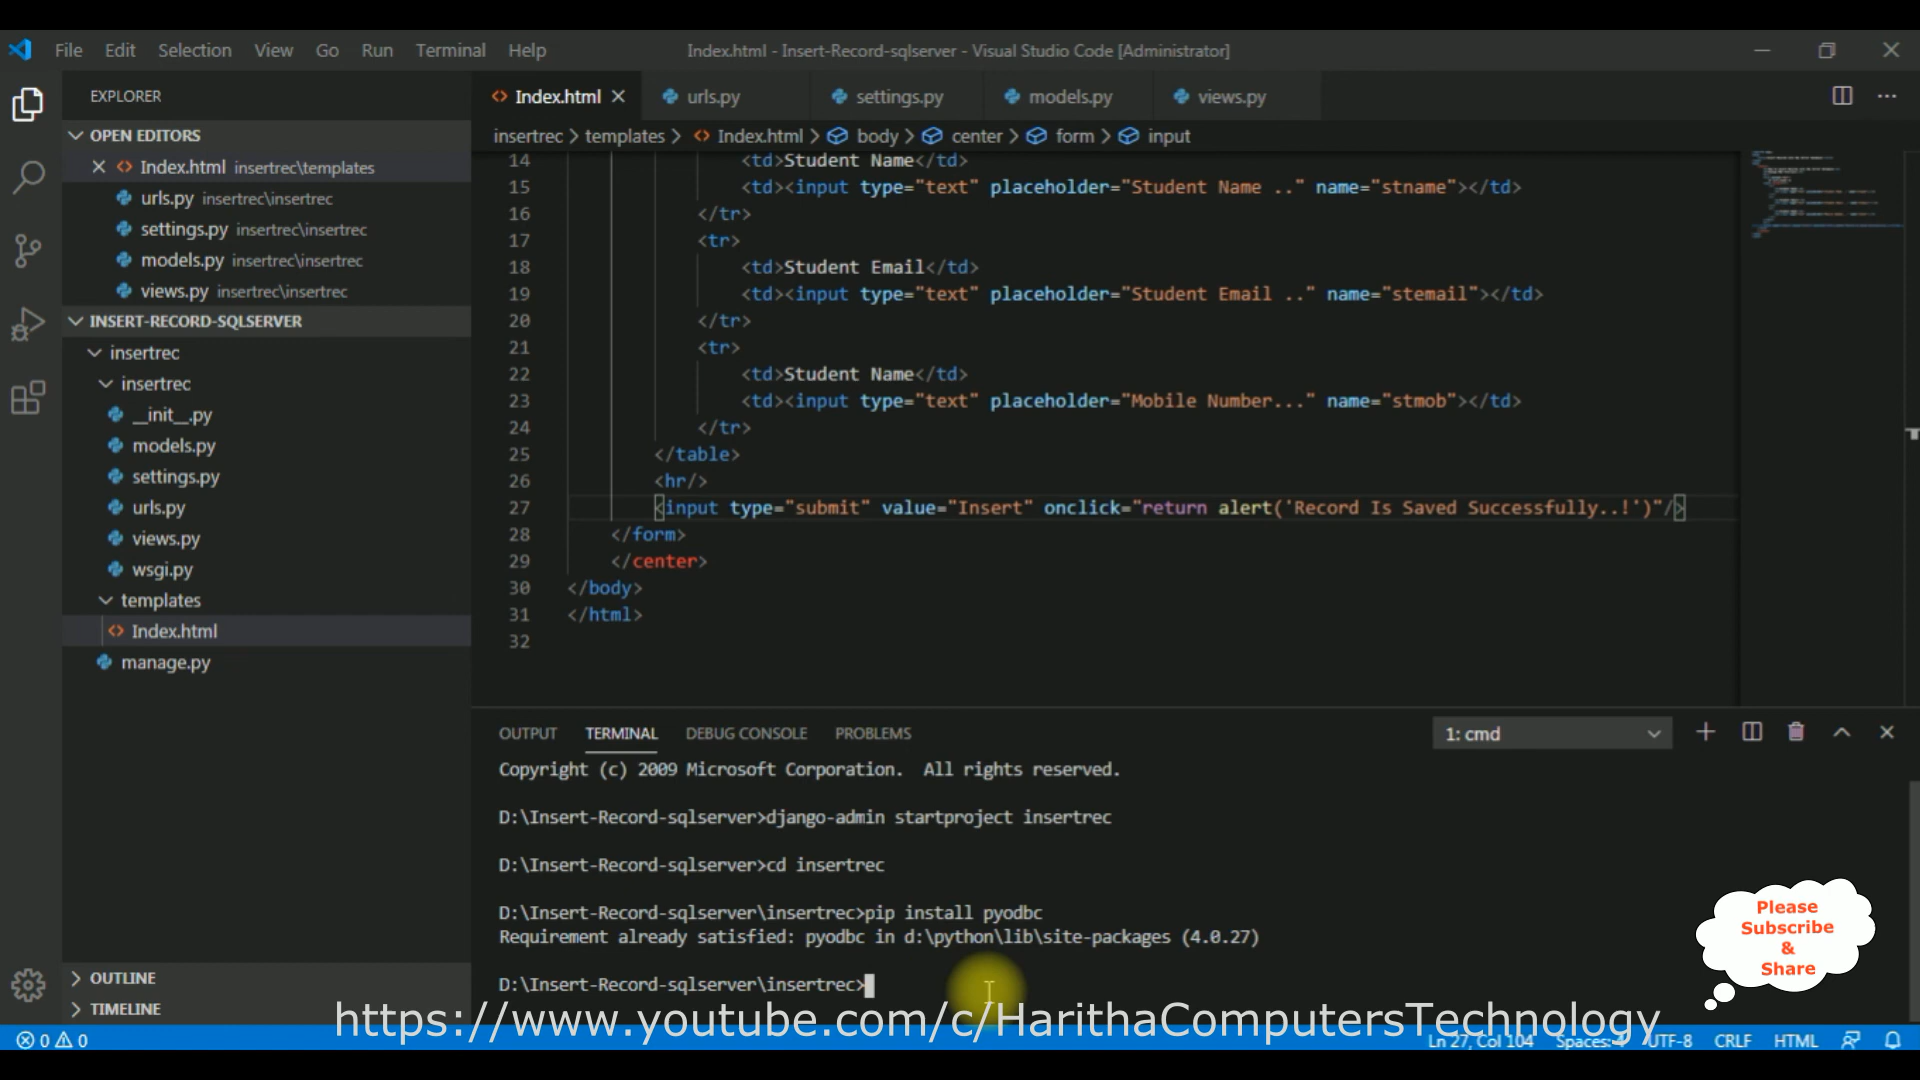 File Edit Selection View Go Run Terminal Help Index.html - Insert-Record-sqlserver - Visual Studio Code [Administrator]
EXPLORER
OPEN EDITORS
Index.html insertrec\templates
urls.py insertrec\insertrec
settings.py insertrec\insertrec
models.py insertrec\insertrec
views.py insertrec\insertrec
INSERT-RECORD-SQLSERVER
insertrec
insertrec
__init__.py
models.py
settings.py
urls.py
views.py
wsgi.py
templates
Index.html
manage.py
OUTLINE
TIMELINE
Index.html urls.py settings.py models.py views.py
insertrec > templates > Index.html > body > center > form > input
14 <td>Student Name</td>
15 <td><input type="text" placeholder="Student Name .." name="stname"></td>
16 </tr>
17 <tr>
18 <td>Student Email</td>
19 <td><input type="text" placeholder="Student Email .." name="stemail"></td>
20 </tr>
21 <tr>
22 <td>Student Name</td>
23 <td><input type="text" placeholder="Mobile Number..." name="stmob"></td>
24 </tr>
25 </table>
26 <hr/>
27 <input type="submit" value="Insert" onclick="return alert('Record Is Saved Successfully..!')"/>
28 </form>
29 </center>
30 </body>
31 </html>
32
OUTPUT TERMINAL DEBUG CONSOLE PROBLEMS 1: cmd
Copyright (c) 2009 Microsoft Corporation. All rights reserved.
D:\Insert-Record-sqlserver>django-admin startproject insertrec
D:\Insert-Record-sqlserver>cd insertrec
D:\Insert-Record-sqlserver\insertrec>pip install pyodbc
Requirement already satisfied: pyodbc in d:\python\lib\site-packages (4.0.27)
D:\Insert-Record-sqlserver\insertrec>
Please
Subscribe
&
Share
https://www.youtube.com/c/HarithaComputersTechnology
0 0 Ln 27, Col 104 Spaces: 4 UTF-8 CRLF HTML